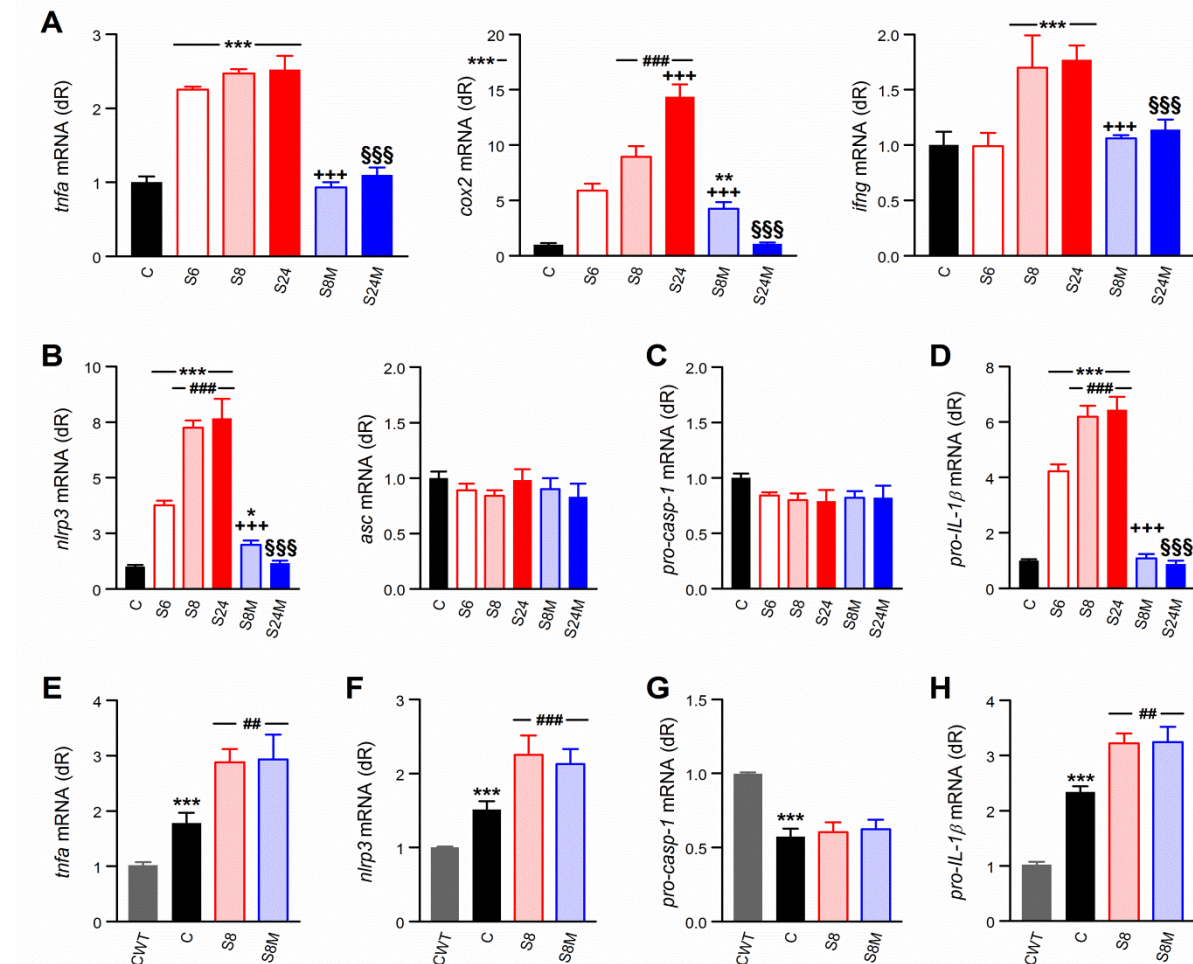 A
tnfa mRNA (dR)
3
2
1
0
***
+++
§§§
C
S6
S8
S24
S8M
S24M
cox2 mRNA (dR)
20
15
10
5
0
***
###
+++
**
+++
§§§
C
S6
S8
S24
S8M
S24M
ifng mRNA (dR)
2.0
1.5
1.0
0.5
0.0
***
+++
§§§
C
S6
S8
S24
S8M
S24M
B
nlrp3 mRNA (dR)
10
8
5
3
0
***
###
*
+++
§§§
C
S6
S8
S24
S8M
S24M
asc mRNA (dR)
2.0
1.5
1.0
0.5
0.0
C
S6
S8
S24
S8M
S24M
C
pro-casp-1 mRNA (dR)
2.0
1.5
1.0
0.5
0.0
C
S6
S8
S24
S8M
S24M
D
pro-IL-1β mRNA (dR)
8
6
4
2
0
***
###
+++
§§§
C
S6
S8
S24
S8M
S24M
E
tnfa mRNA (dR)
4
3
2
1
0
***
##
CWT
C
S8
S8M
F
nlrp3 mRNA (dR)
3
2
1
0
***
###
CWT
C
S8
S8M
G
pro-casp-1 mRNA (dR)
1.5
1.0
0.5
0.0
***
CWT
C
S8
S8M
H
pro-IL-1β mRNA (dR)
4
3
2
1
0
***
##
CWT
C
S8
S8M